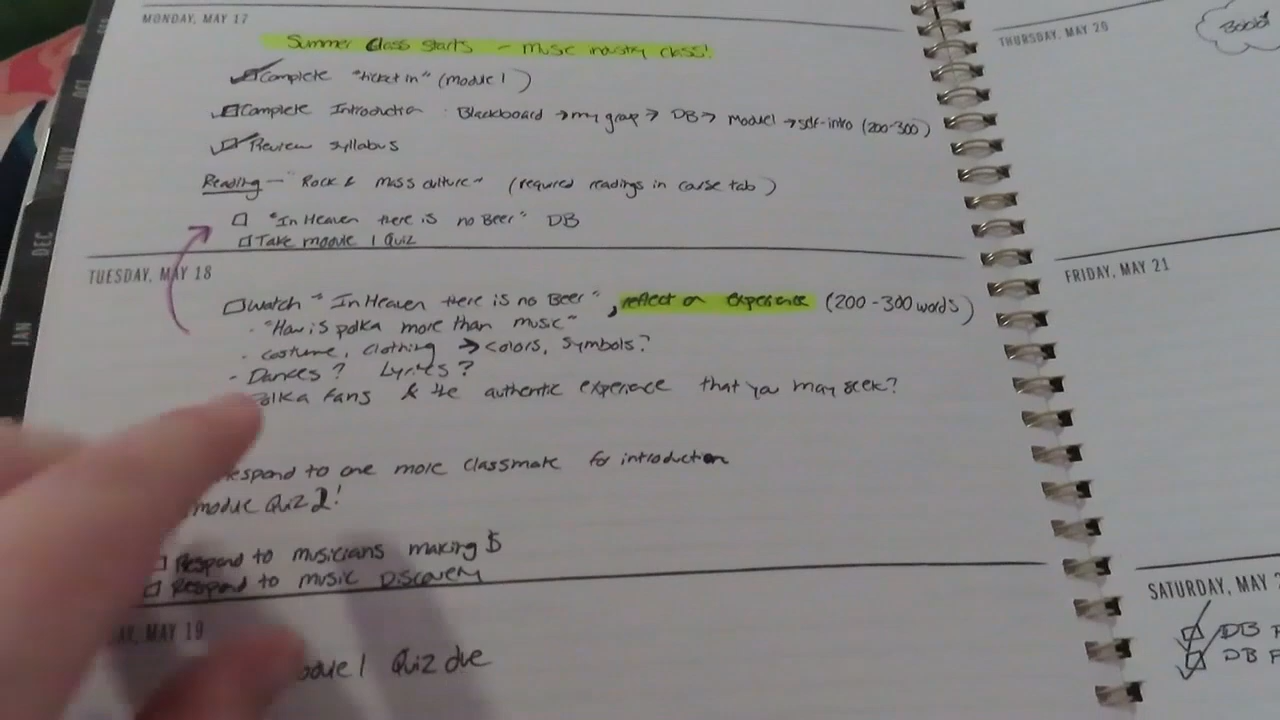 MONDAY, MAY 17
Summer Class starts - music industry class!
Complete "ticket in" (module 1)
Complete Introduction · Blackboard → my group → DB → Module 1 → self-intro (200-300)
Review syllabus
Reading - "Rock & mass culture" (required readings in course tab)
"In Heaven there is no Beer" DB
Take module 1 Quiz
TUESDAY, MAY 18
watch "In Heaven there is no Beer", reflect on experience (200-300 words)
· "How is polka more than music"
· costume, clothing → colors, symbols?
- Dances? Lyrics?
Polka Fans & the authentic experience that you may seek?
Respond to one more classmate for introduction
module Quiz 2!
Respond to musicians making $
Respond to music Discovery
MAY 19
Quiz due
THURSDAY, MAY 20
FRIDAY, MAY 21
SATURDAY, MAY
DB
DB
DEC
JAN
NOV
OCT